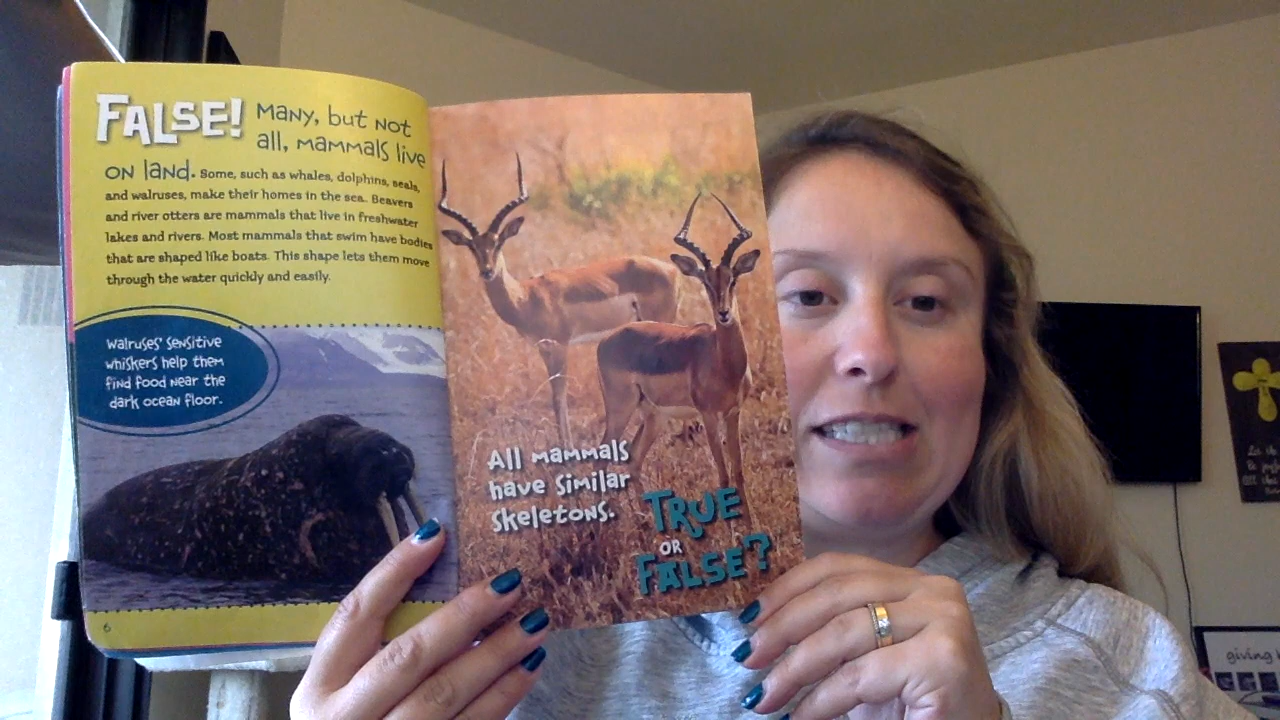 FALSE! Many, but not
all, mammals live
on land. Some, such as whales, dolphins, seals,
and walruses, make their homes in the sea. Beavers
and river otters are mammals that live in freshwater
lakes and rivers. Most mammals that swim have bodies
that are shaped like boats. This shape lets them move
through the water quickly and easily.
Walruses' sensitive
whiskers help them
find food near the
dark ocean floor.
6
All mammals
have similar
skeletons.
TRUE
OR
FALSE?
Let the
giving